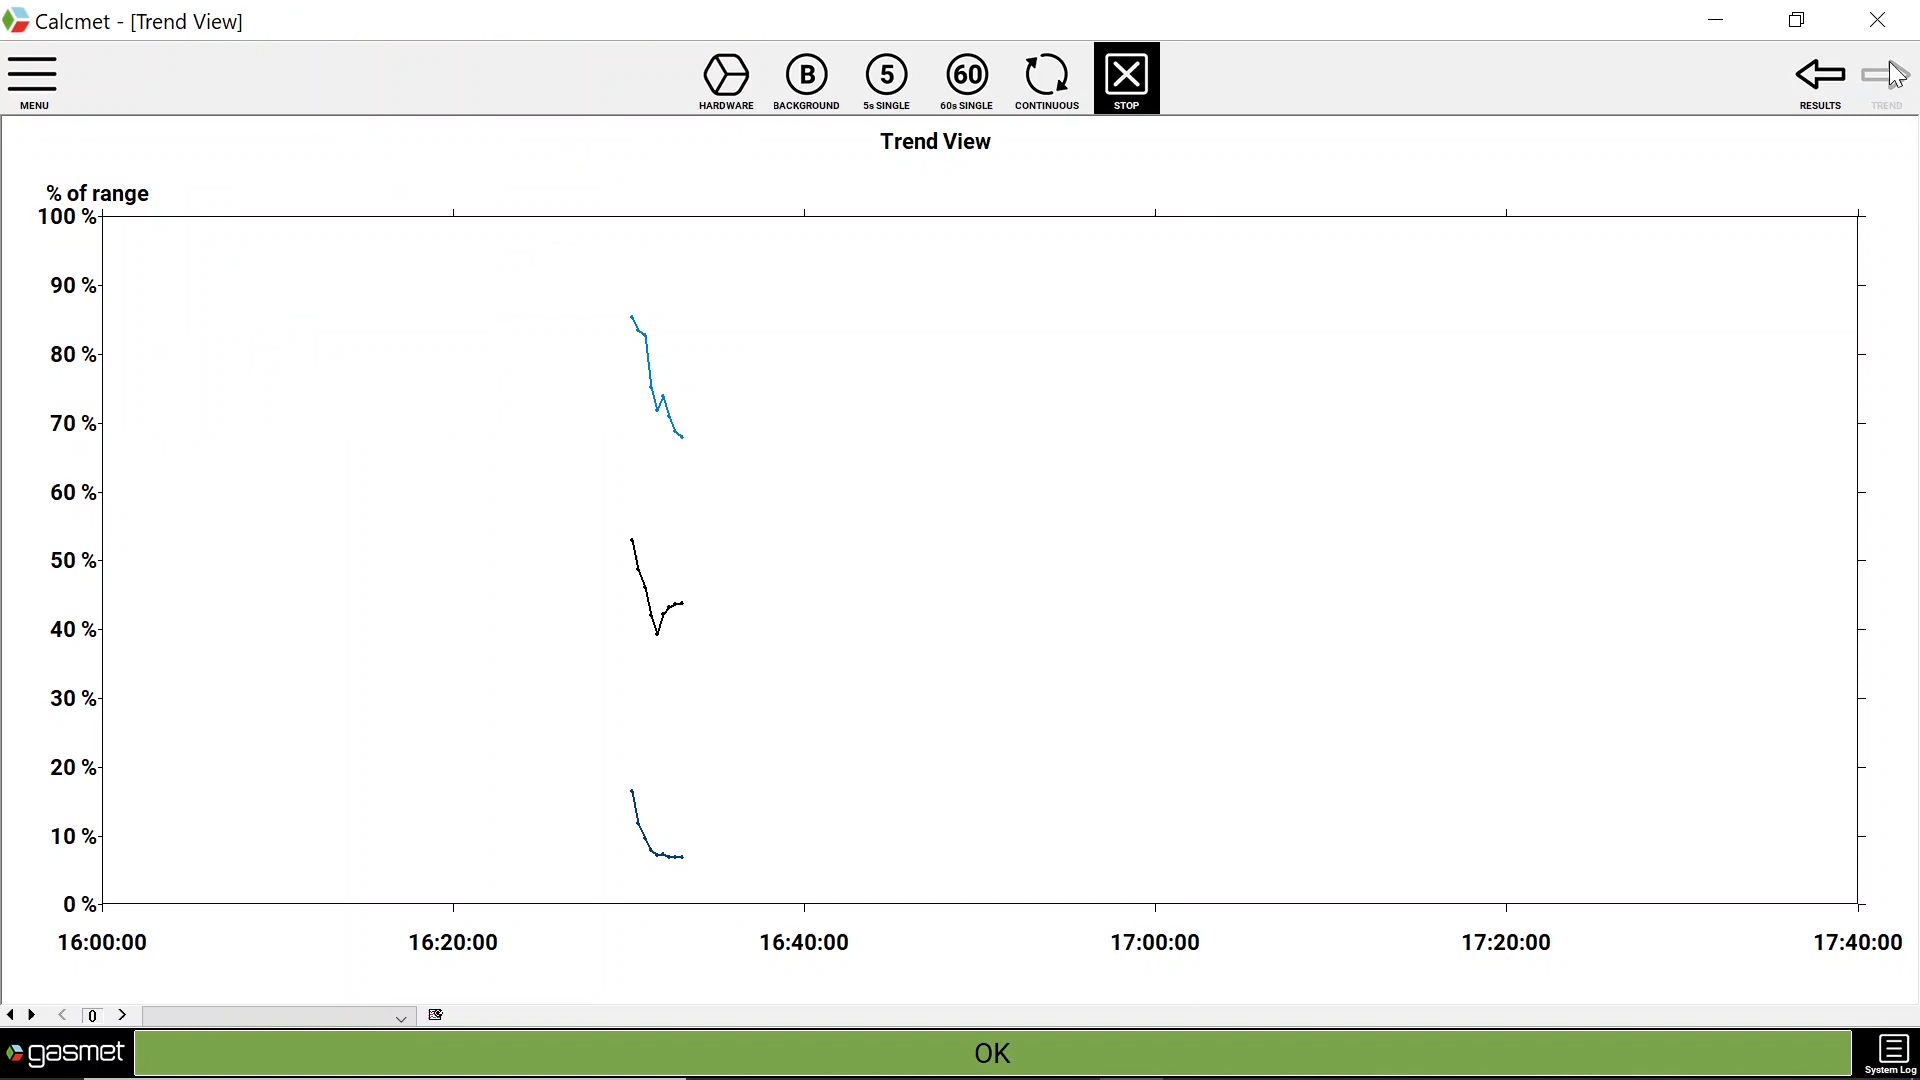 Calcmet - [Trend View]
MENU
HARDWARE
B
BACKGROUND
5
5s SINGLE
60
60s SINGLE
CONTINUOUS
STOP
RESULTS
TREND
Trend View
% of range
100 %
90 %
80 %
70 %
60 %
50 %
40 %
30 %
20 %
10 %
0 %
16:00:00 16:20:00 16:40:00 17:00:00 17:20:00 17:40:00
0
gasmet
OK
System Log